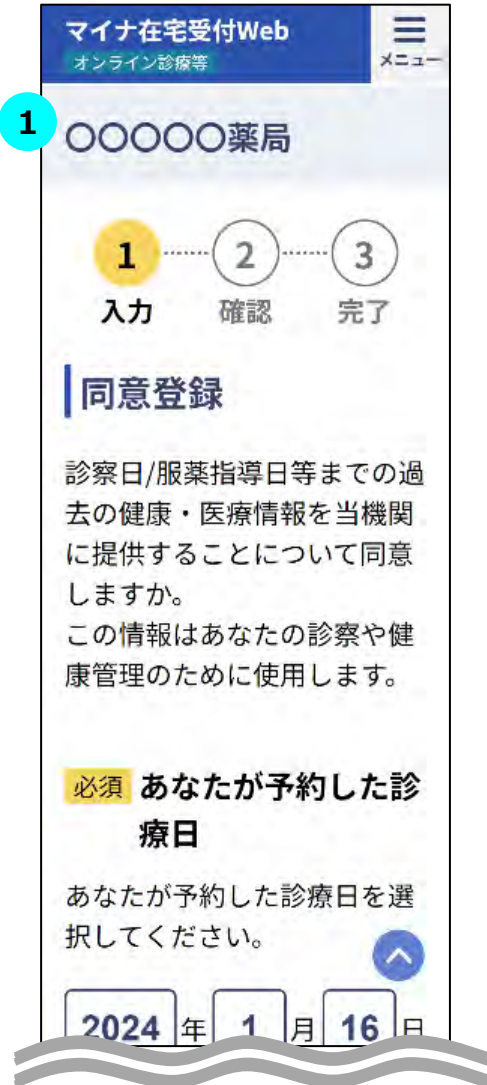 マイナ在宅受付Web
オンライン診療等
メニュー
1
〇〇〇〇〇薬局
1 2 3
入力 確認 完了
同意登録
診察日/服薬指導日等までの過
去の健康・医療情報を当機関
に提供することについて同意
しますか。
この情報はあなたの診察や健
康管理のために使用します。
必須 あなたが予約した診
療日
あなたが予約した診療日を選
択してください。
2024 年 1 月 16 日